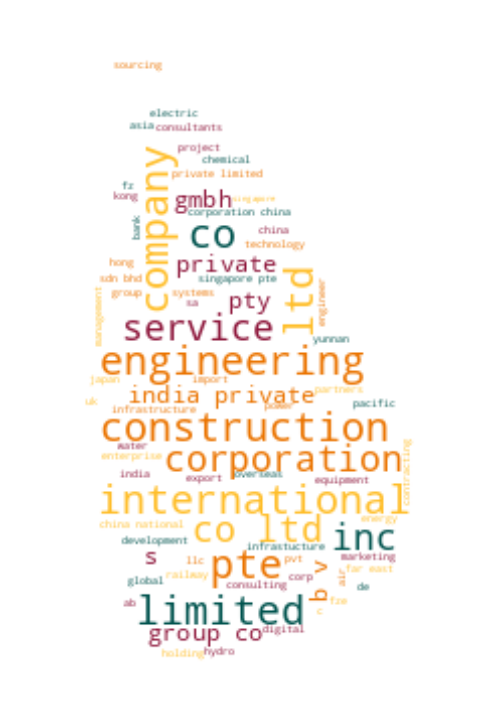 sourcing
electric
asia consultants
project
chemical
company
private limited
fz
kong
gmbh singapore
corporation china
bank
co
china
technology
hong
private
sdn bhd
singapore pte
ltd
engineer
management
group
systems
sa
pty
service
yunnan
engineering
japan
import
india private
partners
uk
infrastructure
power
pacific
construction
water
enterprise
corporation
contracting
india
export
overseas
equipment
international
china national
co ltd
energy
inc
development
infrastucture
s
llc
pte
pvt
marketing
global
railway
consulting
corp
air
far east
b v
de
ab
limited
fze
c
group co
digital
holding
hydro